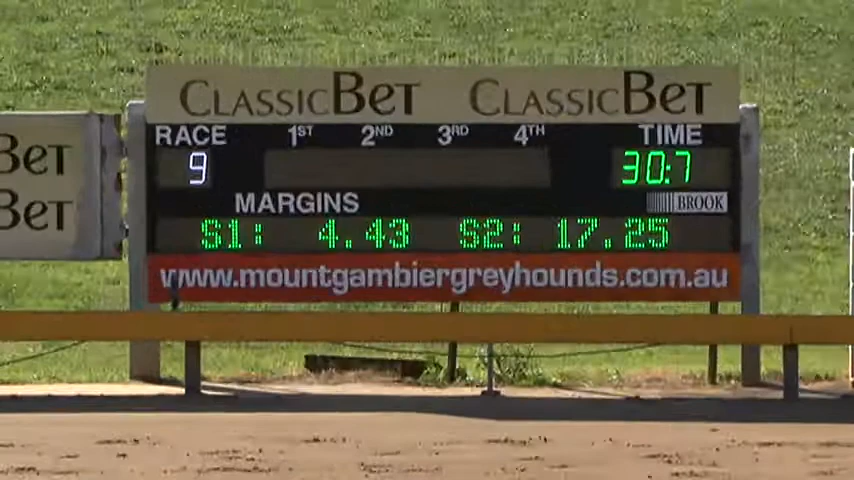 CLASSICBET CLASSICBET
RACE 1ST 2ND 3RD 4TH TIME
9 30:7
MARGINS BROOK
S1: 4.43 S2: 17.25
www.mountgambiergreyhounds.com.au
BET
BET